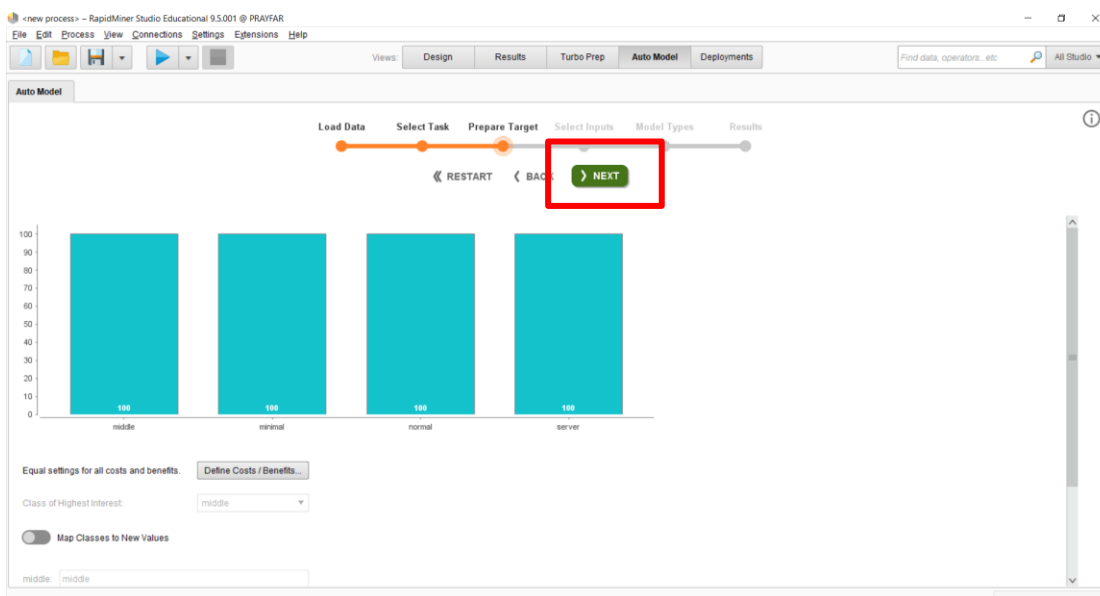 <new process> – RapidMiner Studio Educational 9.5.001 @ PRAYFAR
File Edit Process View Connections Settings Extensions Help
Views: Design Results Turbo Prep Auto Model Deployments Find data, operators...etc All Studio
Auto Model
Load Data Select Task Prepare Target Select Inputs Model Types Results
RESTART BACK NEXT
100
90
80
70
60
50
40
30
20
10
0
100 100 100 100
middle minimal normal server
Equal settings for all costs and benefits. Define Costs / Benefits...
Class of Highest Interest: middle
Map Classes to New Values
middle: middle